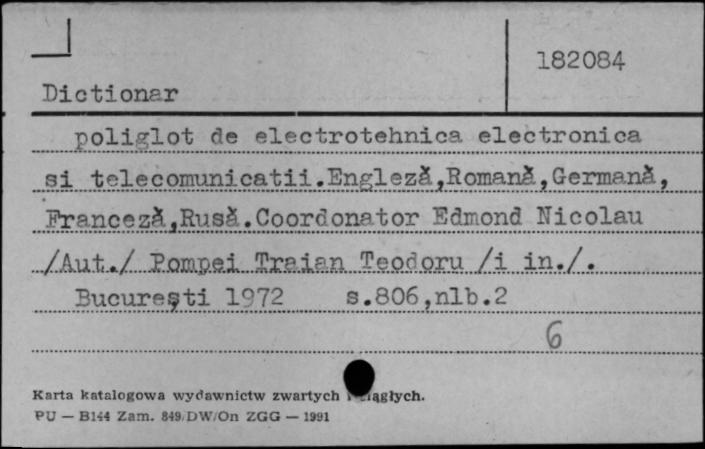 182084
Dictionar
poliglot de electrotehnica electronica
si telecomunicatii.Engleză,Romană,Germană,
Franceză,Rusă.Coordonator Edmond Nicolau
/Aut./ Pompei Traian Teodoru /i in./.
București 1972 s.806,nlb.2
6
Karta katalogowa wydawnictw zwartych i ciągłych.
PU — B144 Zam. 849/DW/On ZGG — 1991